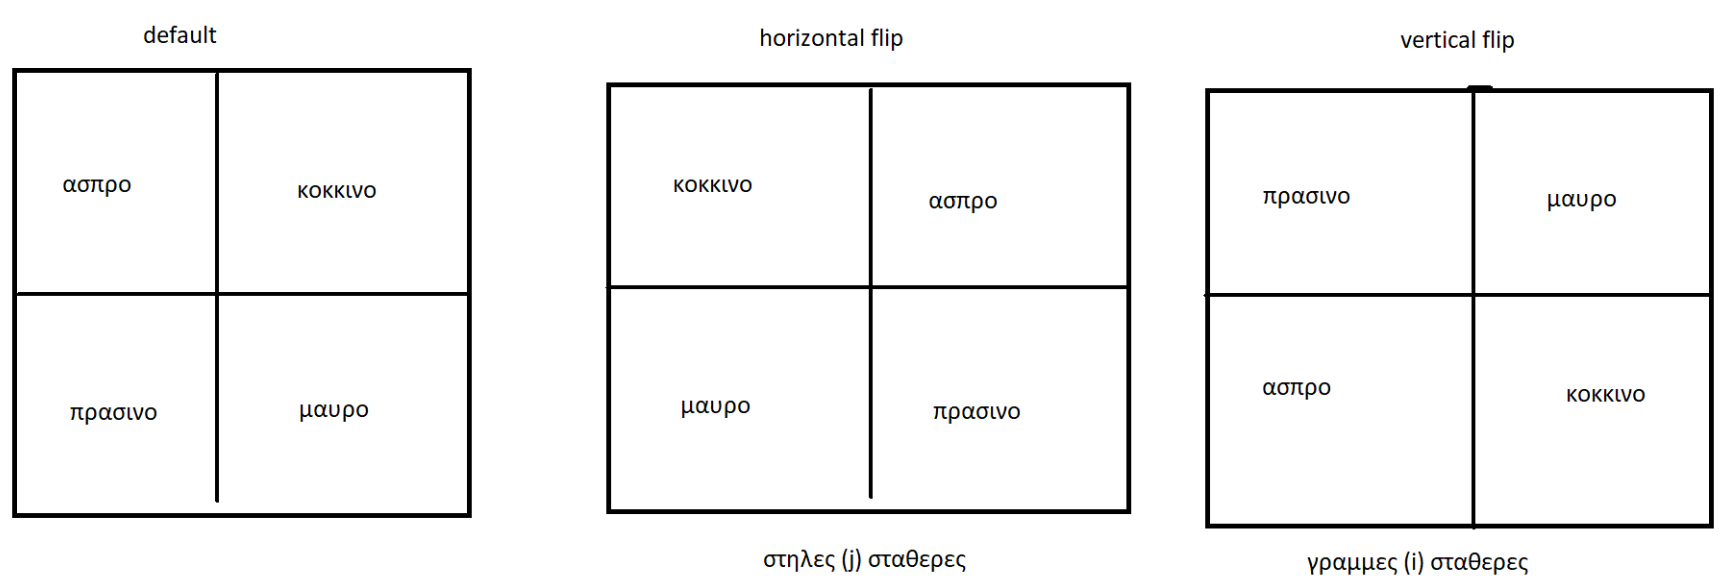 default
ασπρο
κοκκινο
πρασινο
μαυρο
horizontal flip
κοκκινο
ασπρο
μαυρο
πρασινο
στηλες (j) σταθερες
vertical flip
πρασινο
μαυρο
ασπρο
κοκκινο
γραμμες (i) σταθερες